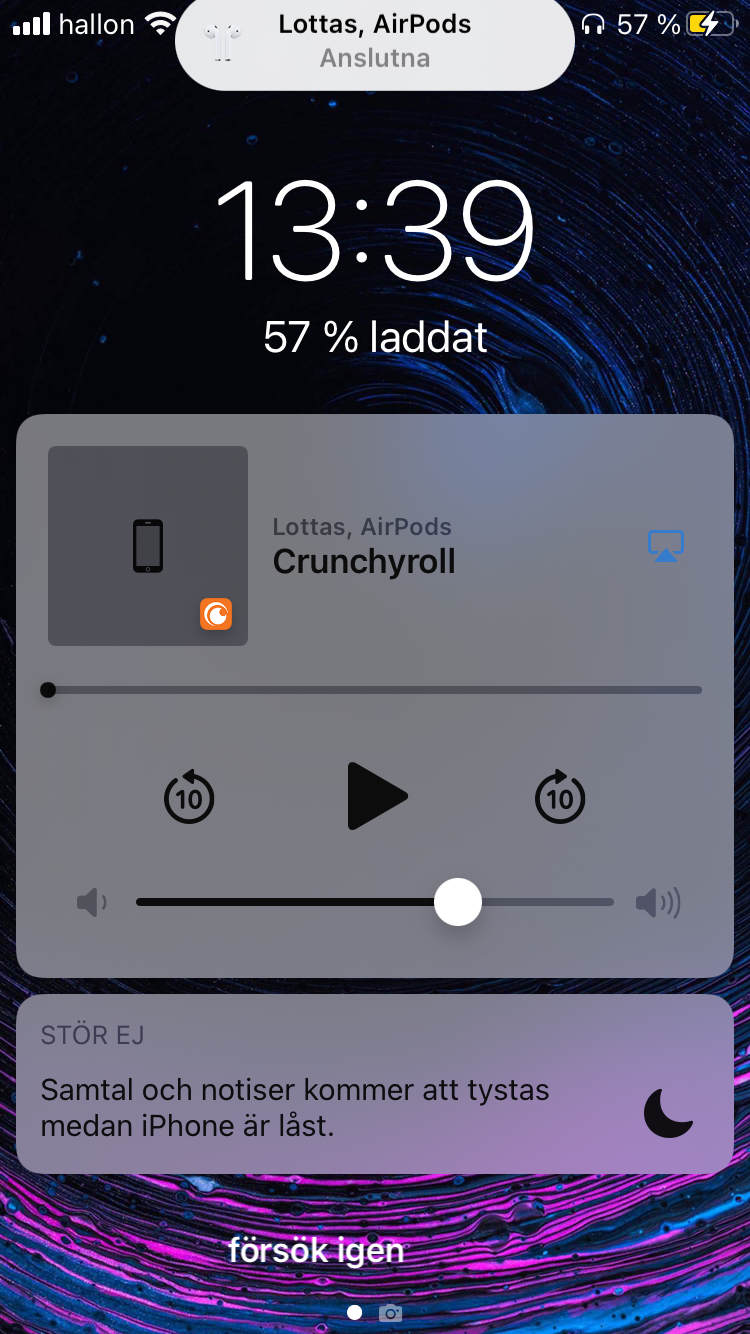 hallon
Lottas, AirPods
Anslutna
57 %
13:39
57 % laddat
Lottas, AirPods
Crunchyroll
10
10
STÖR EJ
Samtal och notiser kommer att tystas
medan iPhone är låst.
försök igen